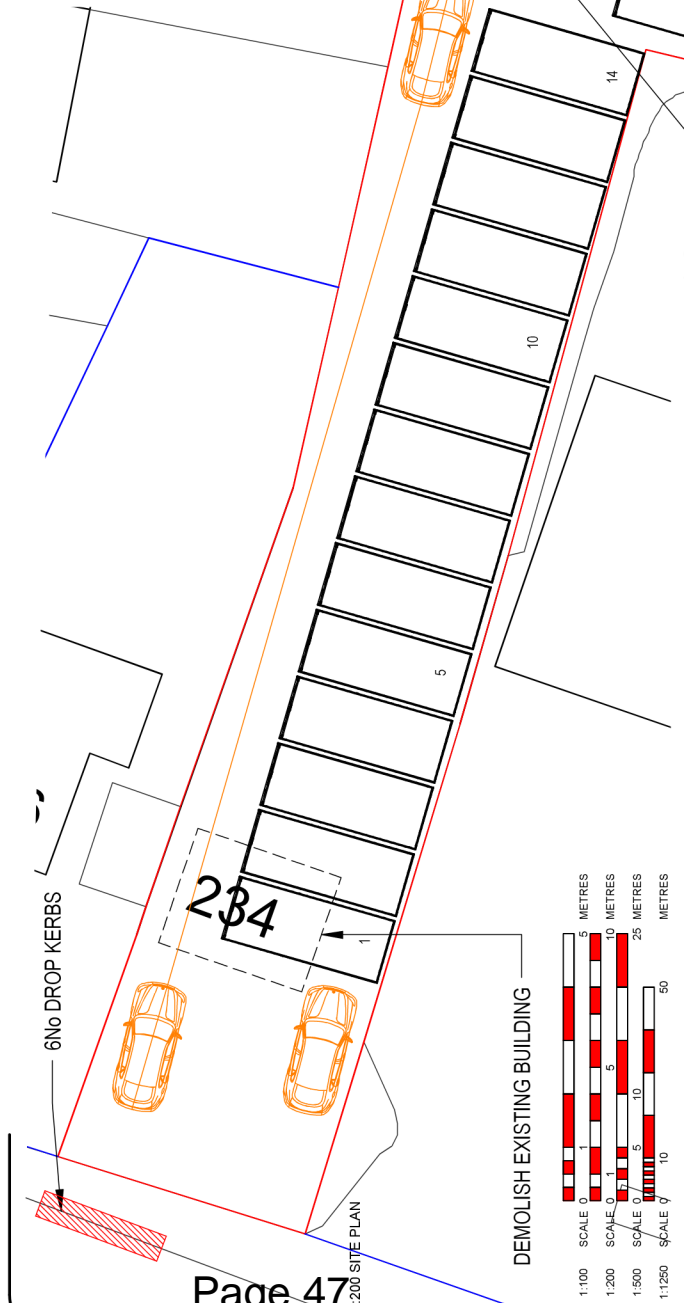 14
10
5
1
234
6No DROP KERBS
DEMOLISH EXISTING BUILDING
1:100 SCALE 0 1 5 METRES
1:200 SCALE 0 1 5 10 METRES
1:500 SCALE 0 5 10 25 METRES
1:1250 SCALE 0 10 50 METRES
:200 SITE PLAN
Page 47